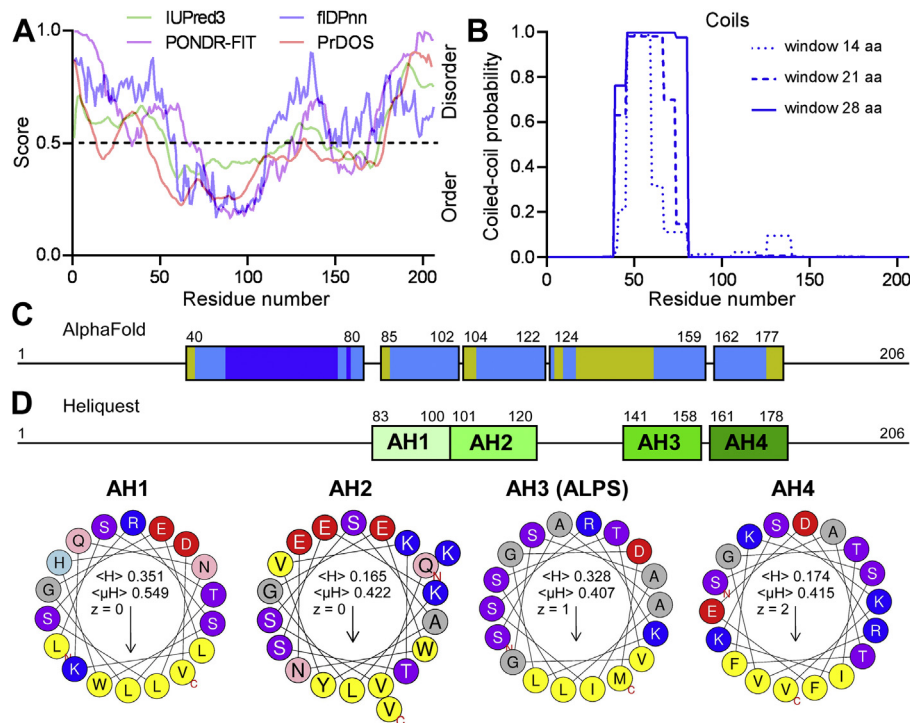 A
IUPred3
fIDPnn
PONDR-FIT
PrDOS
Score
1.0
0.5
0.0
0 50 100 150 200
Residue number
Disorder
Order
B
Coils
window 14 aa
window 21 aa
window 28 aa
Coiled-coil probability
1.0
0.8
0.6
0.4
0.2
0.0
0 50 100 150 200
Residue number
C
AlphaFold
1 40 80 85 102 104 122 124 159 162 177 206
D
Heliquest
1 83 100 101 120 141 158 161 178 206
AH1 AH2 AH3 AH4
AH1
S R E D N T S L V C L L W K L N S G H Q
<H> 0.351
<μH> 0.549
z = 0
AH2
E E S E K K Q N K A W T V V C L Y N S S G V
<H> 0.165
<μH> 0.422
z = 0
AH3 (ALPS)
S A R T D A A K V M C I L L G S N S S G
<H> 0.328
<μH> 0.407
z = 1
AH4
K S D A T S K R T I F V C V F K E S N G
<H> 0.174
<μH> 0.415
z = 2